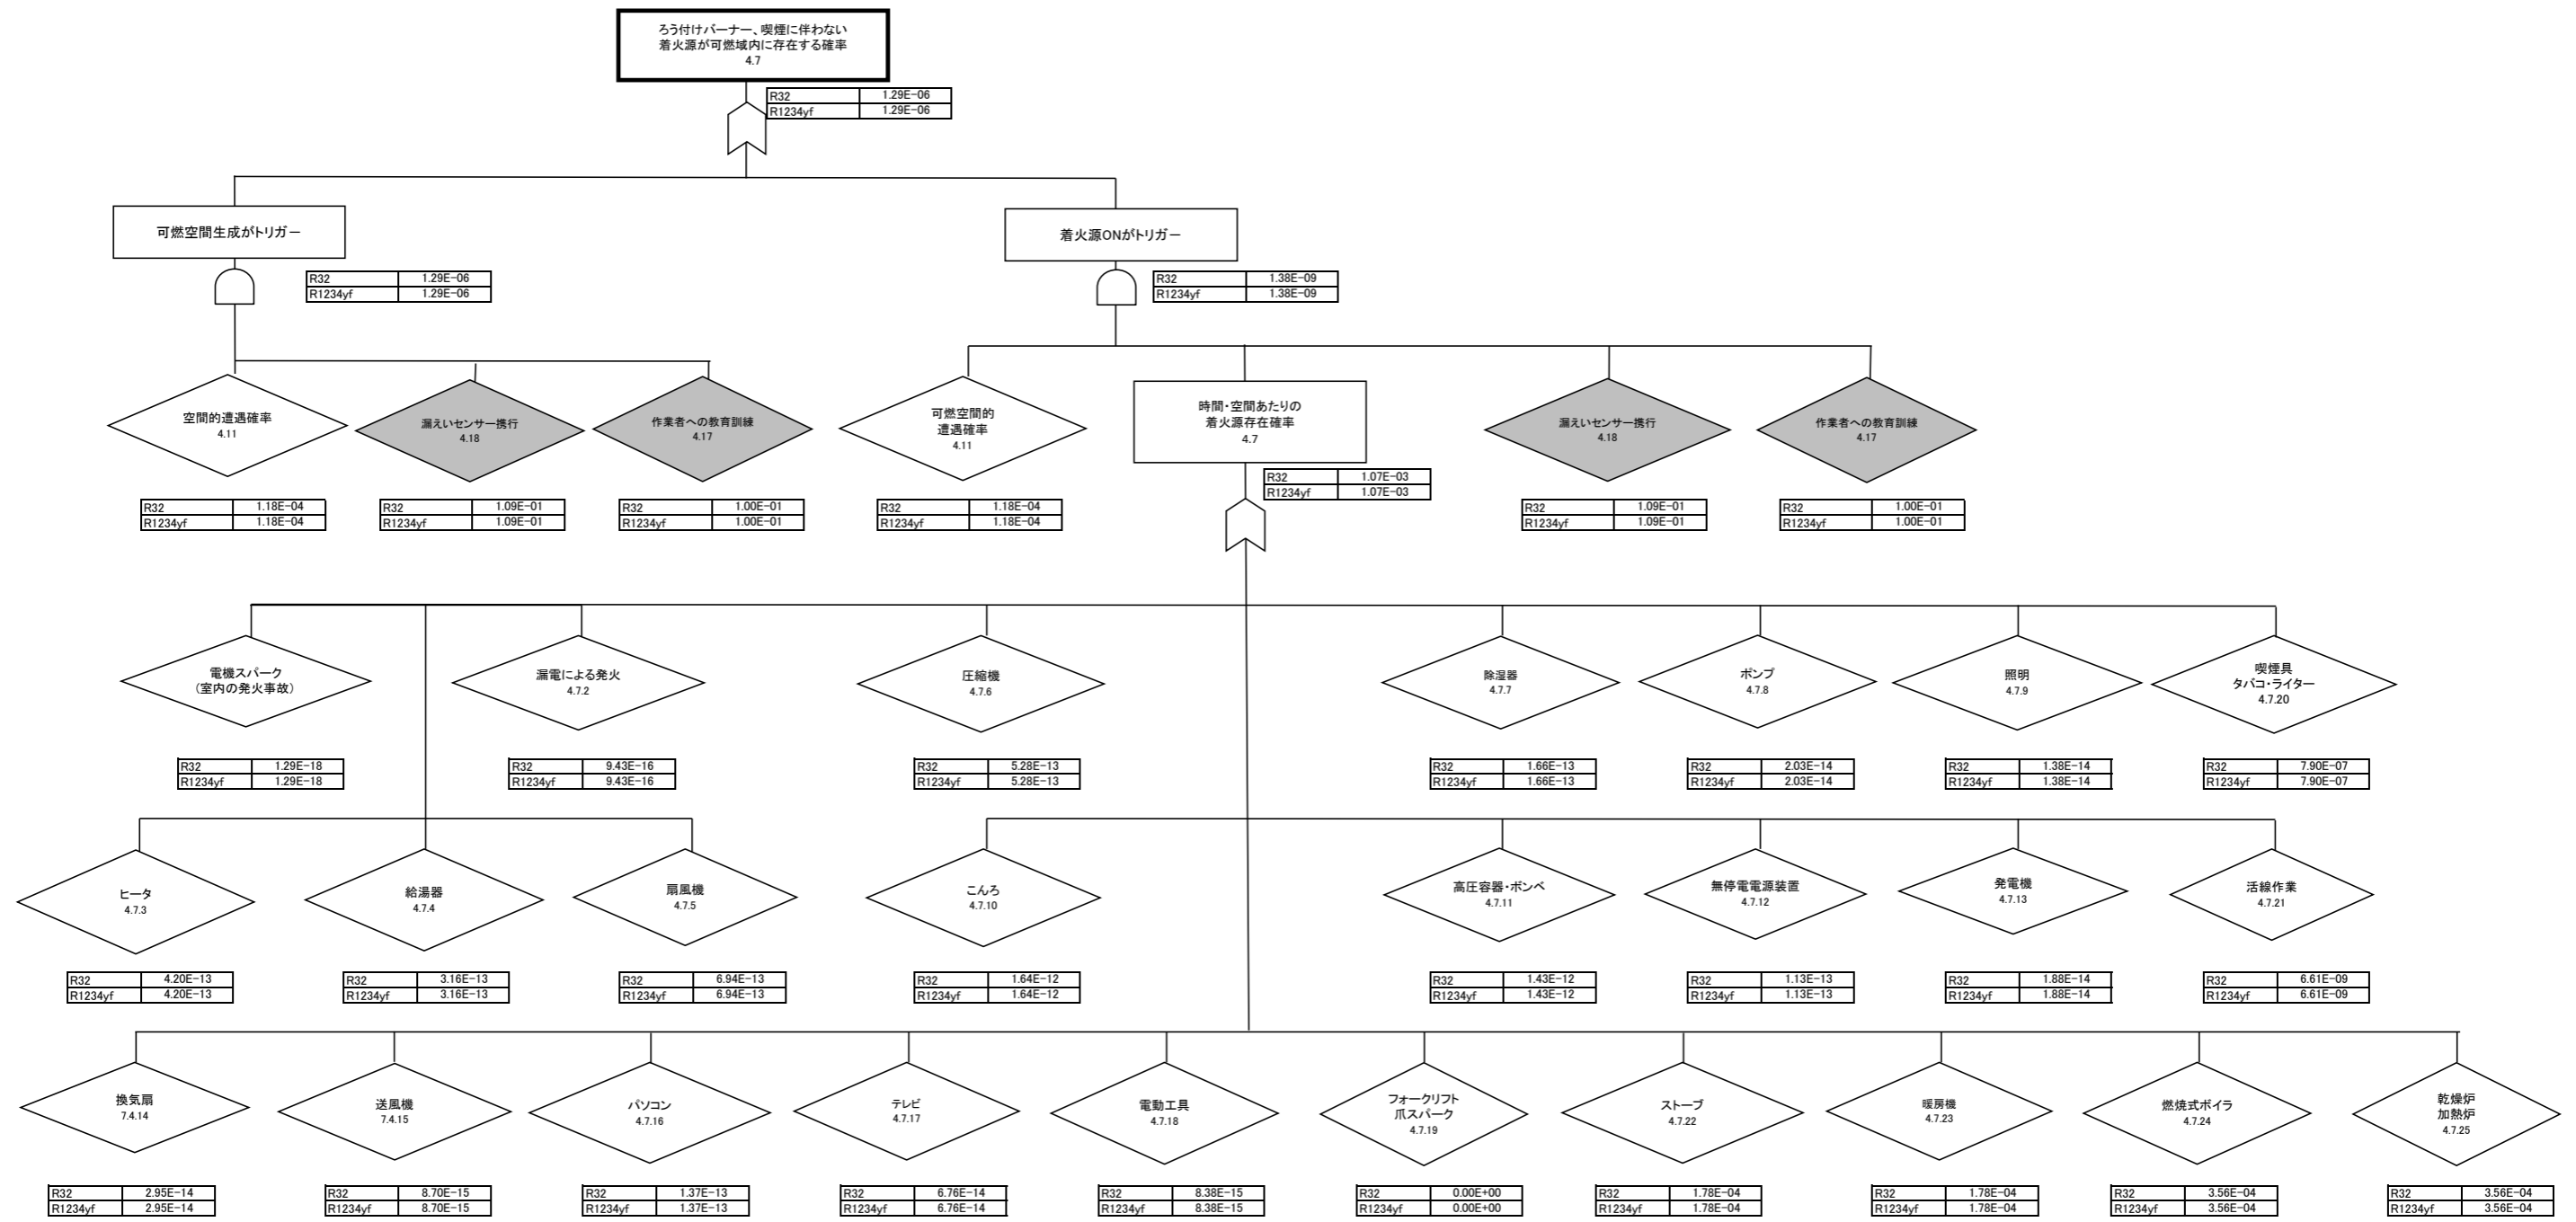 ろう付けバーナー、喫煙に伴わない
着火源が可燃域内に存在する確率
4.7
R32 1.29E-06
R1234yf 1.29E-06
可燃空間生成がトリガー
R32 1.29E-06
R1234yf 1.29E-06
着火源ONがトリガー
R32 1.38E-09
R1234yf 1.38E-09
空間的遭遇確率
4.11
R32 1.18E-04
R1234yf 1.18E-04
漏えいセンサー携行
4.18
R32 1.09E-01
R1234yf 1.09E-01
作業者への教育訓練
4.17
R32 1.00E-01
R1234yf 1.00E-01
可燃空間的
遭遇確率
4.11
R32 1.18E-04
R1234yf 1.18E-04
時間・空間あたりの
着火源存在確率
4.7
R32 1.07E-03
R1234yf 1.07E-03
漏えいセンサー携行
4.18
R32 1.09E-01
R1234yf 1.09E-01
作業者への教育訓練
4.17
R32 1.00E-01
R1234yf 1.00E-01
電機スパーク
(室内の発火事故)
R32 1.29E-18
R1234yf 1.29E-18
漏電による発火
4.7.2
R32 9.43E-16
R1234yf 9.43E-16
圧縮機
4.7.6
R32 5.28E-13
R1234yf 5.28E-13
除湿器
4.7.7
R32 1.66E-13
R1234yf 1.66E-13
ポンプ
4.7.8
R32 2.03E-14
R1234yf 2.03E-14
照明
4.7.9
R32 1.38E-14
R1234yf 1.38E-14
喫煙具
タバコ・ライター
4.7.20
R32 7.90E-07
R1234yf 7.90E-07
ヒータ
4.7.3
R32 4.20E-13
R1234yf 4.20E-13
給湯器
4.7.4
R32 3.16E-13
R1234yf 3.16E-13
扇風機
4.7.5
R32 6.94E-13
R1234yf 6.94E-13
こんろ
4.7.10
R32 1.64E-12
R1234yf 1.64E-12
高圧容器・ボンベ
4.7.11
R32 1.43E-12
R1234yf 1.43E-12
無停電電源装置
4.7.12
R32 1.13E-13
R1234yf 1.13E-13
発電機
4.7.13
R32 1.88E-14
R1234yf 1.88E-14
活線作業
4.7.21
R32 6.61E-09
R1234yf 6.61E-09
換気扇
7.4.14
R32 2.95E-14
R1234yf 2.95E-14
送風機
7.4.15
R32 8.70E-15
R1234yf 8.70E-15
パソコン
4.7.16
R32 1.37E-13
R1234yf 1.37E-13
テレビ
4.7.17
R32 6.76E-14
R1234yf 6.76E-14
電動工具
4.7.18
R32 8.38E-15
R1234yf 8.38E-15
フォークリフト
爪スパーク
4.7.19
R32 0.00E+00
R1234yf 0.00E+00
ストーブ
4.7.22
R32 1.78E-04
R1234yf 1.78E-04
暖房機
4.7.23
R32 1.78E-04
R1234yf 1.78E-04
燃焼式ボイラ
4.7.24
R32 3.56E-04
R1234yf 3.56E-04
乾燥炉
加熱炉
4.7.25
R32 3.56E-04
R1234yf 3.56E-04